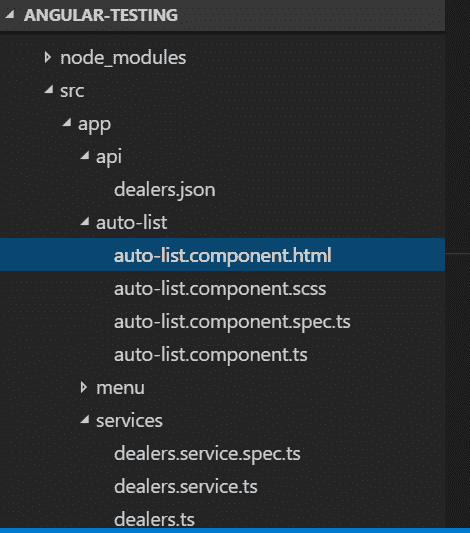 ANGULAR-TESTING
node_modules
src
app
api
dealers.json
auto-list
auto-list.component.html
auto-list.component.scss
auto-list.component.spec.ts
auto-list.component.ts
menu
services
dealers.service.spec.ts
dealers.service.ts
dealers.ts